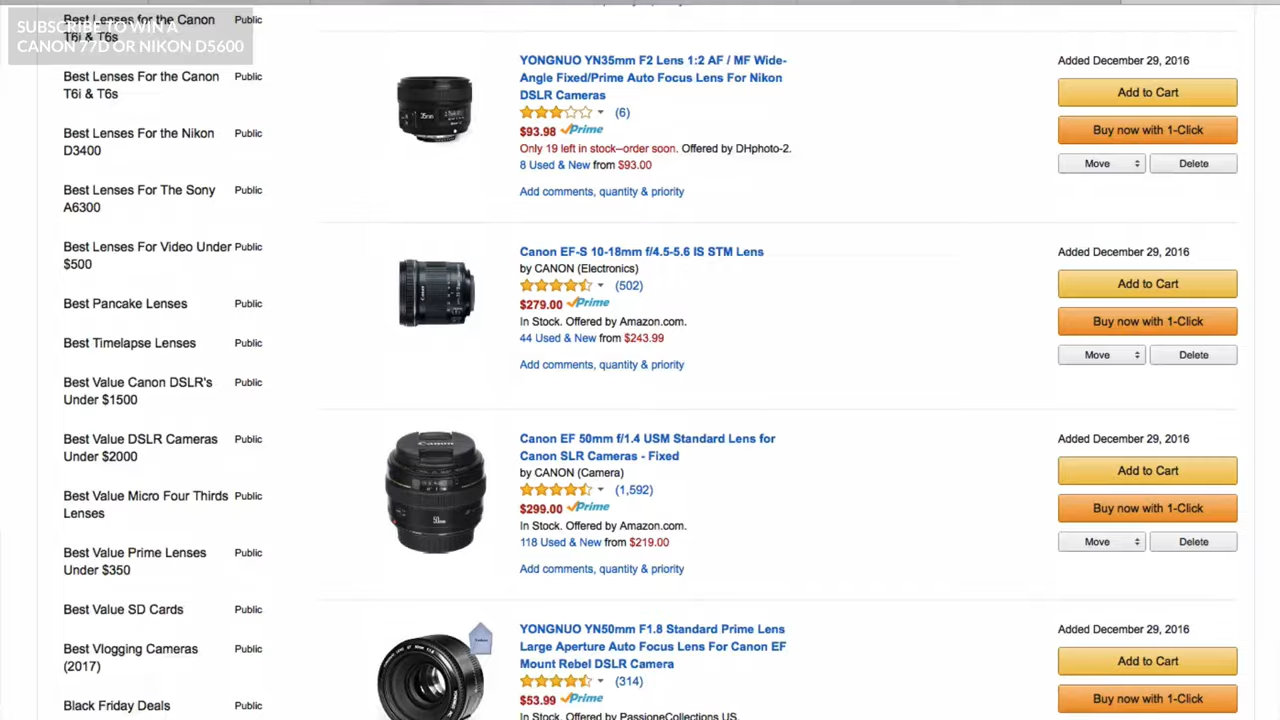 SUBSCRIBE TO WIN A
CANON 77D OR NIKON D5600
Best Lenses for the Canon Public
T6i & T6s
Best Lenses For the Canon Public
T6i & T6s
Best Lenses For the Nikon Public
D3400
Best Lenses For The Sony Public
A6300
Best Lenses For Video Under Public
$500
Best Pancake Lenses Public
Best Timelapse Lenses Public
Best Value Canon DSLR's Public
Under $1500
Best Value DSLR Cameras Public
Under $2000
Best Value Micro Four Thirds Public
Lenses
Best Value Prime Lenses Public
Under $350
Best Value SD Cards Public
Best Vlogging Cameras Public
(2017)
Black Friday Deals Public
YONGNUO YN35mm F2 Lens 1:2 AF / MF Wide-
Angle Fixed/Prime Auto Focus Lens For Nikon
DSLR Cameras
(6)
$93.98 Prime
Only 19 left in stock--order soon. Offered by DHphoto-2.
8 Used & New from $93.00
Add comments, quantity & priority
Added December 29, 2016
Add to Cart
Buy now with 1-Click
Move Delete
Canon EF-S 10-18mm f/4.5-5.6 IS STM Lens
by CANON (Electronics)
(502)
$279.00 Prime
In Stock. Offered by Amazon.com.
44 Used & New from $243.99
Add comments, quantity & priority
Added December 29, 2016
Add to Cart
Buy now with 1-Click
Move Delete
Canon EF 50mm f/1.4 USM Standard Lens for
Canon SLR Cameras - Fixed
by CANON (Camera)
(1,592)
$299.00 Prime
In Stock. Offered by Amazon.com.
118 Used & New from $219.00
Add comments, quantity & priority
Added December 29, 2016
Add to Cart
Buy now with 1-Click
Move Delete
YONGNUO YN50mm F1.8 Standard Prime Lens
Large Aperture Auto Focus Lens For Canon EF
Mount Rebel DSLR Camera
(314)
$53.99 Prime
In Stock. Offered by PassioneCollections US.
Added December 29, 2016
Add to Cart
Buy now with 1-Click